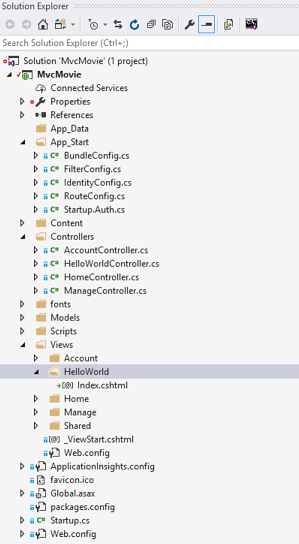 Solution Explorer
Search Solution Explorer (Ctrl+;)
Solution 'MvcMovie' (1 project)
MvcMovie
Connected Services
Properties
References
App_Data
App_Start
BundleConfig.cs
FilterConfig.cs
IdentityConfig.cs
RouteConfig.cs
Startup.Auth.cs
Content
Controllers
AccountController.cs
HelloWorldController.cs
HomeController.cs
ManageController.cs
fonts
Models
Scripts
Views
Account
HelloWorld
Index.cshtml
Home
Manage
Shared
_ViewStart.cshtml
Web.config
ApplicationInsights.config
favicon.ico
Global.asax
packages.config
Startup.cs
Web.config